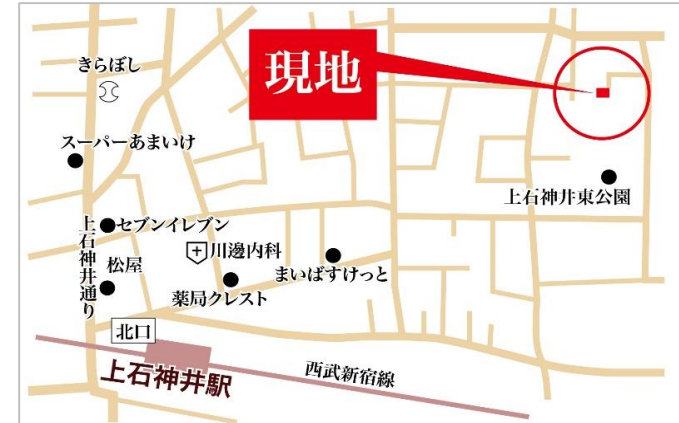 現地
きらぼし
スーパーあまいけ
上石神井東公園
セブンイレブン
上石神井通り
川邊内科
松屋
まいばすけっと
薬局クレスト
北口
上石神井駅
西武新宿線